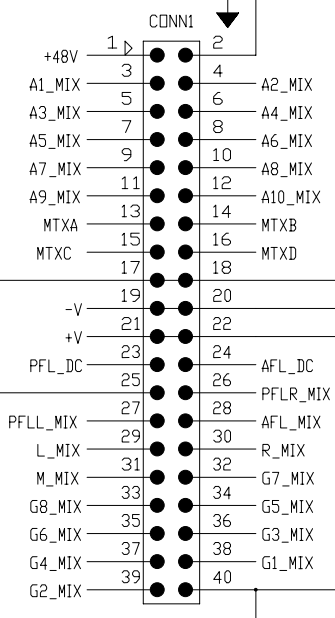 CONN1
1 2
+48V
3 4
A1_MIX A2_MIX
5 6
A3_MIX A4_MIX
7 8
A5_MIX A6_MIX
9 10
A7_MIX A8_MIX
11 12
A9_MIX A10_MIX
13 14
MTXA MTXB
15 16
MTXC MTXD
17 18
19 20
-V
21 22
+V
23 24
PFL_DC AFL_DC
25 26
PFLR_MIX
27 28
PFLL_MIX AFL_MIX
29 30
L_MIX R_MIX
31 32
M_MIX G7_MIX
33 34
G8_MIX G5_MIX
35 36
G6_MIX G3_MIX
37 38
G4_MIX G1_MIX
39 40
G2_MIX